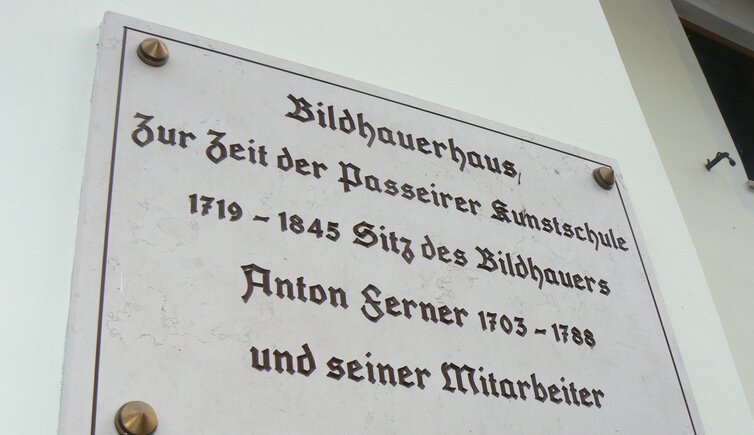 Bildhauerhaus,
Zur Zeit der Passeirer Kunstschule
1719 - 1845 Sitz des Bildhauers
Anton Ferner 1703 - 1788
und seiner Mitarbeiter